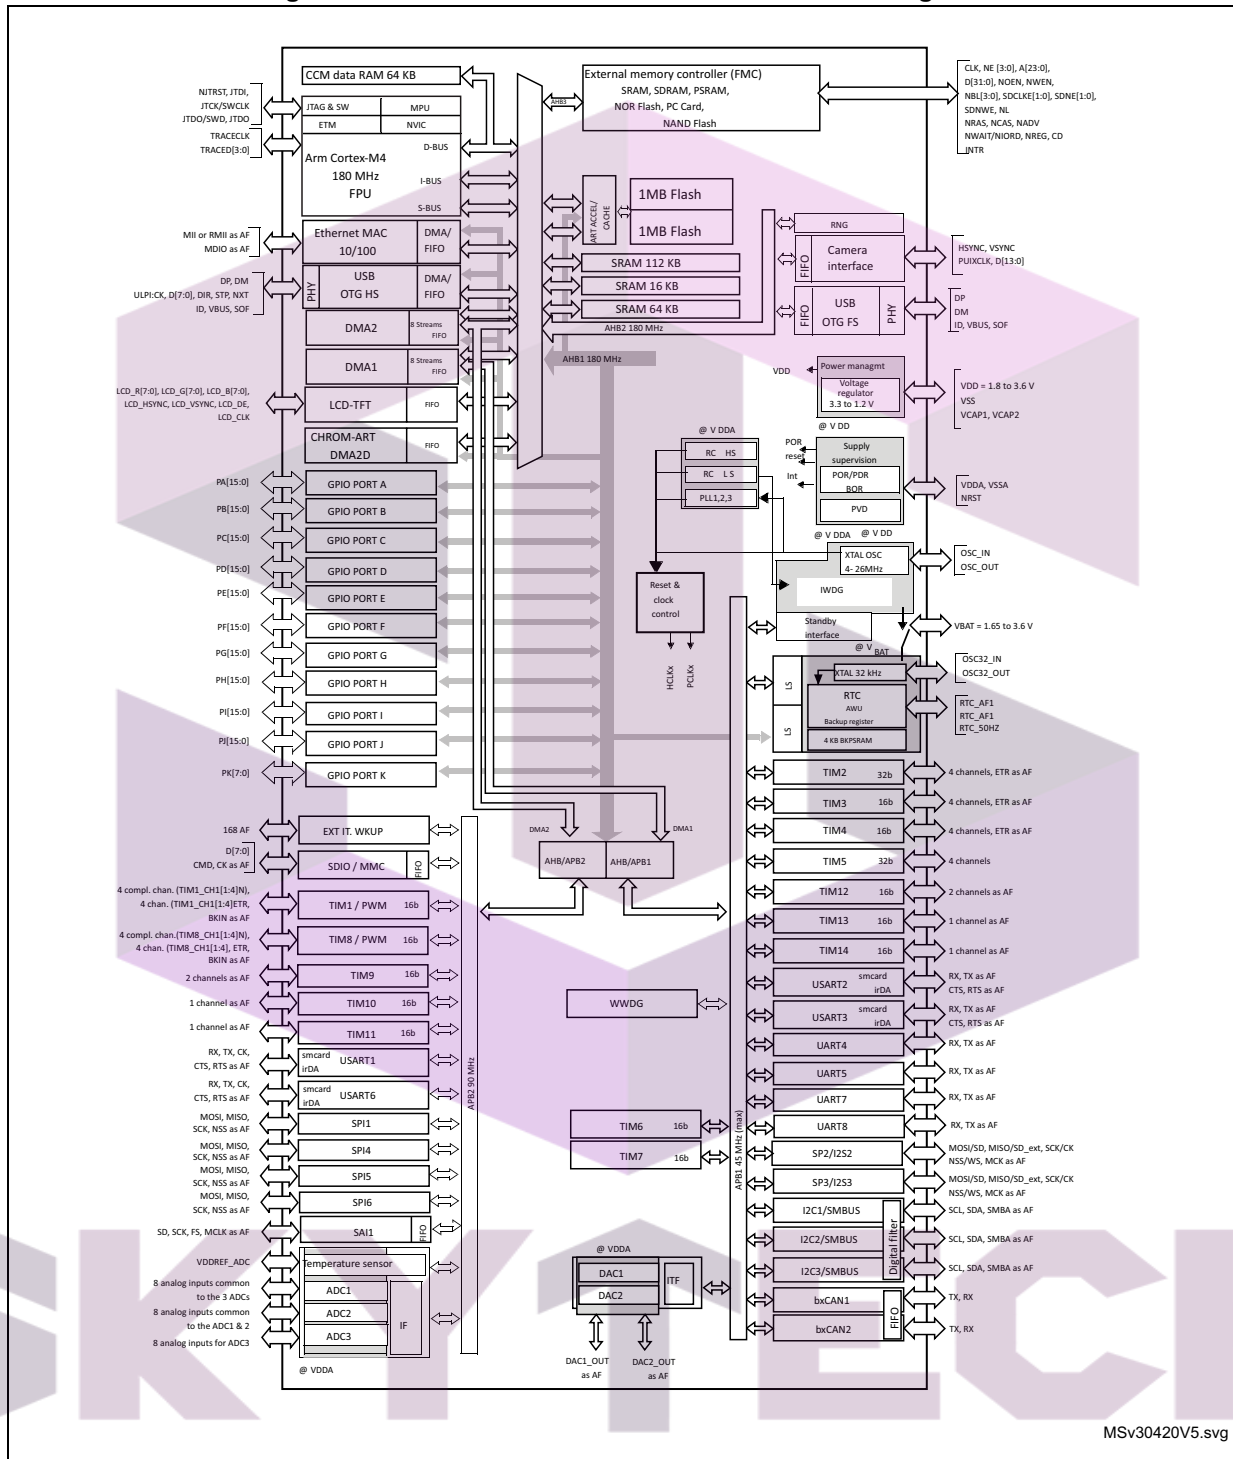 CCM data RAM 64 KB
External memory controller (FMC)
SRAM, SDRAM, PSRAM,
NOR Flash, PC Card,
NAND Flash
AHB3
CLK, NE [3:0], A[23:0],
D[31:0], NOEN, NWEN,
NBL[3:0], SDCLKE[1:0], SDNE[1:0],
SDNWE, NL
NRAS, NCAS, NADV
NWAIT/NIORD, NREG, CD
INTR
NJTRST, JTDI,
JTCK/SWCLK
JTDO/SWD, JTDO
TRACECLK
TRACED[3:0]
JTAG & SW
MPU
ETM
NVIC
Arm Cortex-M4
180 MHz
FPU
D-BUS
I-BUS
S-BUS
ART ACCEL/
CACHE
1MB Flash
1MB Flash
SRAM 112 KB
SRAM 16 KB
SRAM 64 KB
AHB2 180 MHz
AHB1 180 MHz
MII or RMII as AF
MDIO as AF
Ethernet MAC
10/100
DMA/
FIFO
DP, DM
ULPI:CK, D[7:0], DIR, STP, NXT
ID, VBUS, SOF
PHY
USB
OTG HS
DMA/
FIFO
DMA2
8 Streams
FIFO
DMA1
8 Streams
FIFO
LCD_R[7:0], LCD_G[7:0], LCD_B[7:0],
LCD_HSYNC, LCD_VSYNC, LCD_DE,
LCD_CLK
LCD-TFT
FIFO
CHROM-ART
DMA2D
FIFO
RNG
FIFO
Camera
interface
HSYNC, VSYNC
PUIXCLK, D[13:0]
FIFO
USB
OTG FS
PHY
DP
DM
ID, VBUS, SOF
VDD
Power managmt
Voltage
regulator
3.3 to 1.2 V
VDD = 1.8 to 3.6 V
VSS
VCAP1, VCAP2
@ V DD
@ V DDA
RC HS
RC L S
PLL1,2,3
POR
reset
Int
Supply
supervision
POR/PDR
BOR
PVD
VDDA, VSSA
NRST
@ V DDA
@ V DD
XTAL OSC
4- 26MHz
OSC_IN
OSC_OUT
IWDG
Reset &
clock
control
HCLKx
PCLKx
Standby
interface
VBAT = 1.65 to 3.6 V
@ V BAT
LS
LS
XTAL 32 kHz
OSC32_IN
OSC32_OUT
RTC
AWU
Backup register
4 KB BKPSRAM
RTC_AF1
RTC_AF1
RTC_50HZ
PA[15:0]
GPIO PORT A
PB[15:0]
GPIO PORT B
PC[15:0]
GPIO PORT C
PD[15:0]
GPIO PORT D
PE[15:0]
GPIO PORT E
PF[15:0]
GPIO PORT F
PG[15:0]
GPIO PORT G
PH[15:0]
GPIO PORT H
PI[15:0]
GPIO PORT I
PJ[15:0]
GPIO PORT J
PK[7:0]
GPIO PORT K
DMA2
DMA1
AHB/APB2
AHB/APB1
168 AF
EXT IT. WKUP
D[7:0]
CMD, CK as AF
SDIO / MMC
FIFO
4 compl. chan. (TIM1_CH1[1:4]N),
4 chan. (TIM1_CH1[1:4]ETR,
BKIN as AF
TIM1 / PWM
16b
4 compl. chan.(TIM8_CH1[1:4]N),
4 chan. (TIM8_CH1[1:4], ETR,
BKIN as AF
TIM8 / PWM
16b
2 channels as AF
TIM9
16b
1 channel as AF
TIM10
16b
1 channel as AF
TIM11
16b
RX, TX, CK,
CTS, RTS as AF
smcard
irDA
USART1
RX, TX, CK,
CTS, RTS as AF
smcard
irDA
USART6
MOSI, MISO,
SCK, NSS as AF
SPI1
MOSI, MISO,
SCK, NSS as AF
SPI4
MOSI, MISO,
SCK, NSS as AF
SPI5
MOSI, MISO,
SCK, NSS as AF
SPI6
SD, SCK, FS, MCLK as AF
SAI1
FIFO
APB2 90 MHz
VDDREF_ADC
Temperature sensor
8 analog inputs common
to the 3 ADCs
ADC1
8 analog inputs common
to the ADC1 & 2
ADC2
8 analog inputs for ADC3
ADC3
IF
@ VDDA
WWDG
TIM6
16b
TIM7
16b
@ VDDA
DAC1
DAC2
ITF
DAC1_OUT
as AF
DAC2_OUT
as AF
APB1 45 MHz (max)
TIM2
32b
4 channels, ETR as AF
TIM3
16b
4 channels, ETR as AF
TIM4
16b
4 channels, ETR as AF
TIM5
32b
4 channels
TIM12
16b
2 channels as AF
TIM13
16b
1 channel as AF
TIM14
16b
1 channel as AF
USART2
smcard
irDA
RX, TX as AF
CTS, RTS as AF
USART3
smcard
irDA
RX, TX as AF
CTS, RTS as AF
UART4
RX, TX as AF
UART5
RX, TX as AF
UART7
RX, TX as AF
UART8
RX, TX as AF
SP2/I2S2
MOSI/SD, MISO/SD_ext, SCK/CK
NSS/WS, MCK as AF
SP3/I2S3
MOSI/SD, MISO/SD_ext, SCK/CK
NSS/WS, MCK as AF
I2C1/SMBUS
SCL, SDA, SMBA as AF
I2C2/SMBUS
SCL, SDA, SMBA as AF
I2C3/SMBUS
SCL, SDA, SMBA as AF
Digital filter
bxCAN1
TX, RX
bxCAN2
TX, RX
FIFO
MSv30420V5.svg